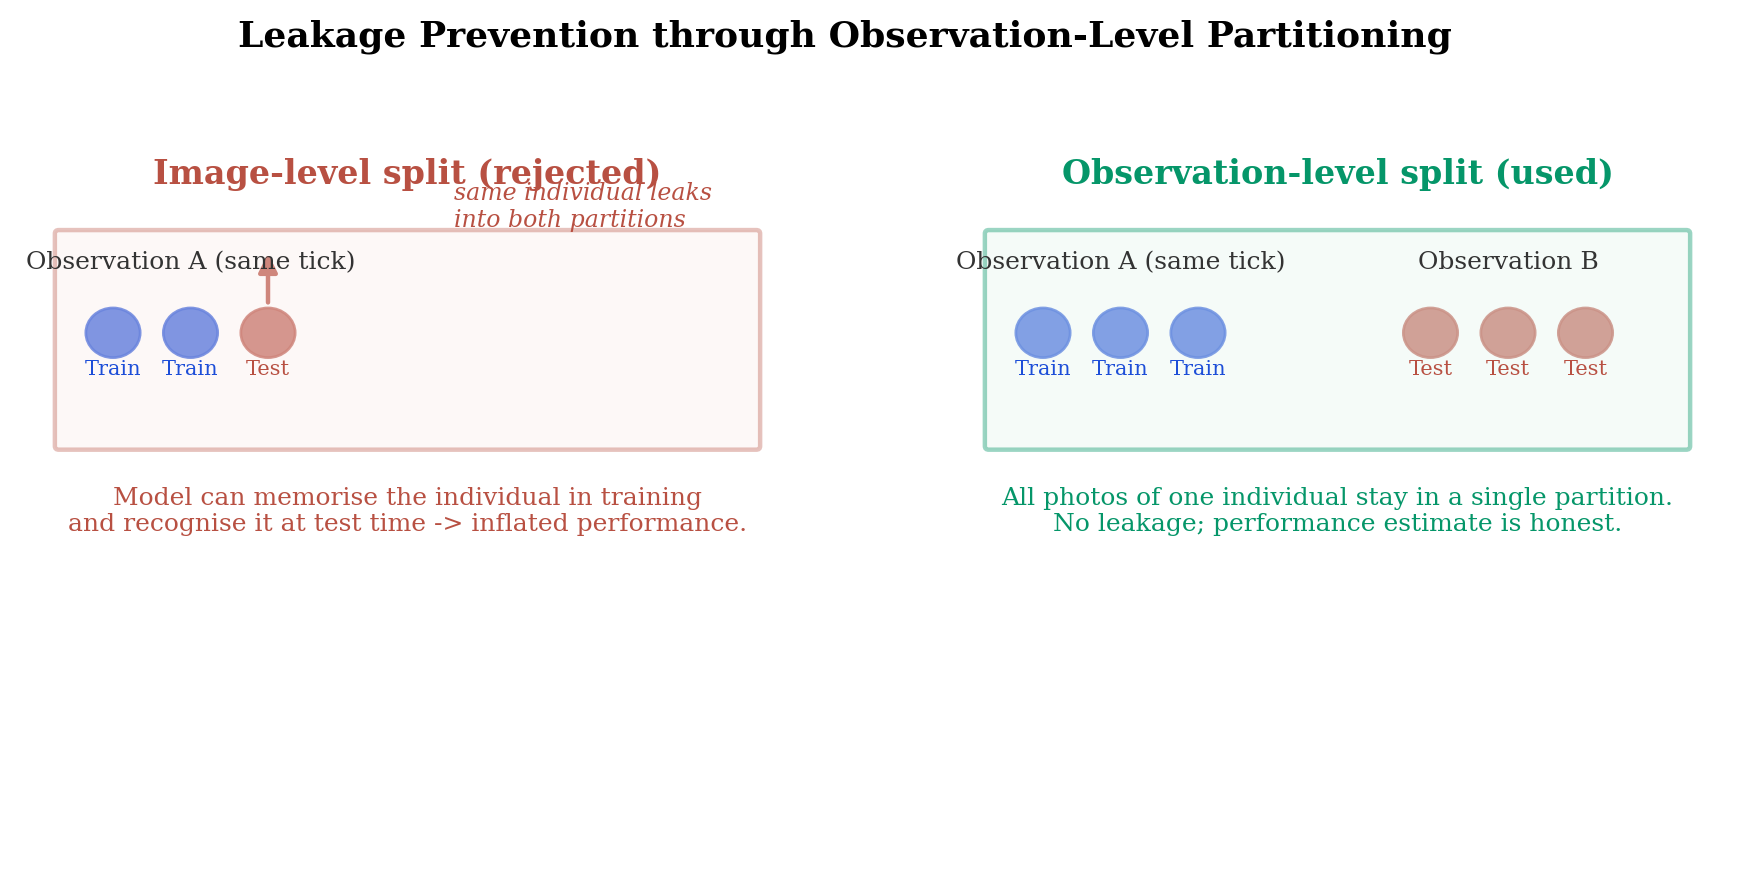 Leakage Prevention through Observation-Level Partitioning
Image-level split (rejected)
same individual leaks
into both partitions
Observation A (same tick)
Train Train Test
Model can memorise the individual in training
and recognise it at test time -> inflated performance.
Observation-level split (used)
Observation A (same tick) Observation B
Train Train Train Test Test Test
All photos of one individual stay in a single partition.
No leakage; performance estimate is honest.